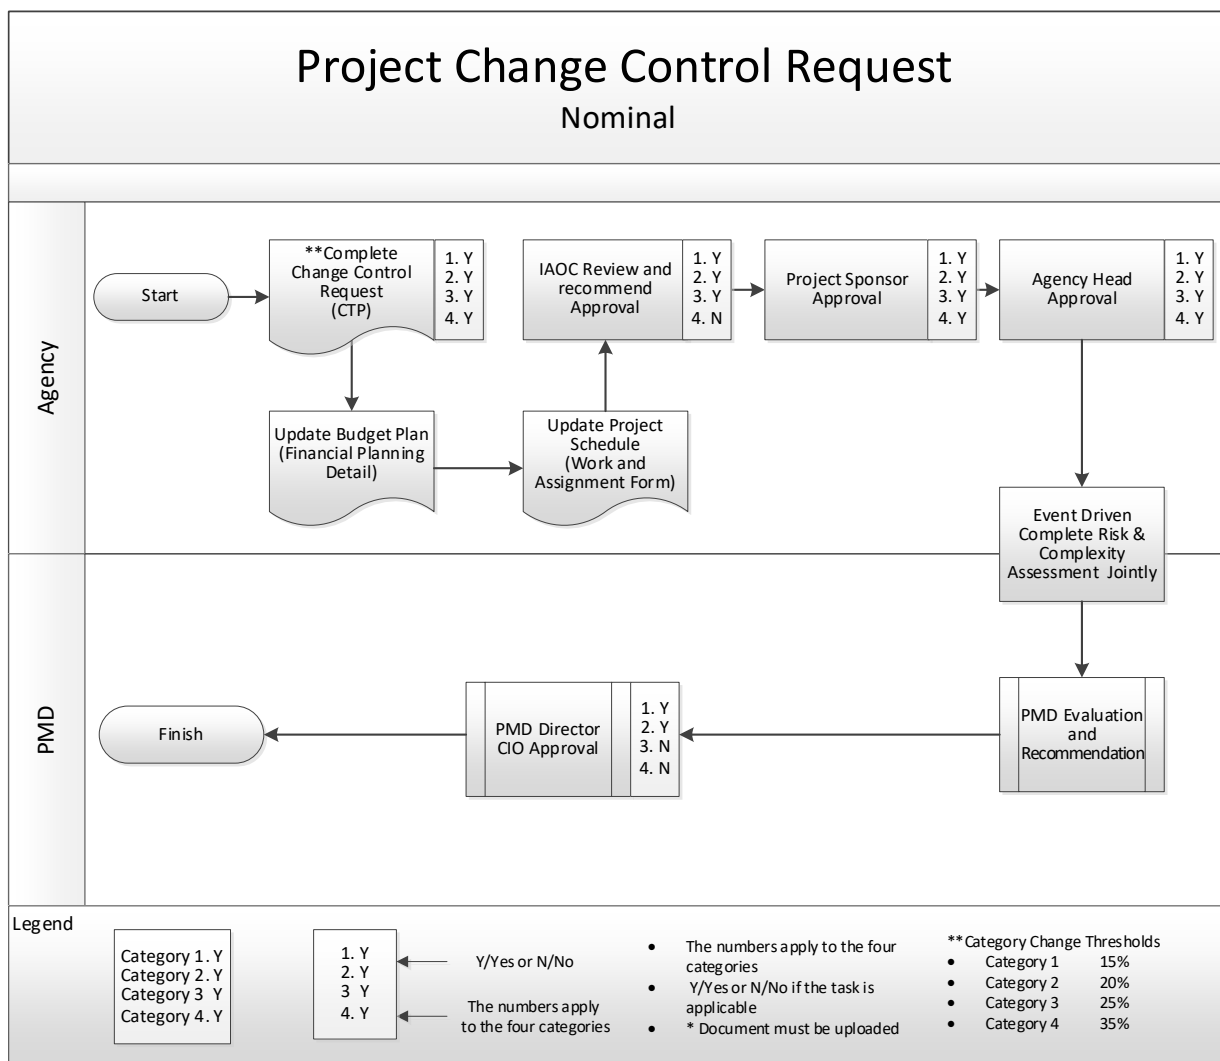 Project Change Control Request
Nominal
Agency
**Complete
Change Control
Request
(CTP)
1. Y
2. Y
3. Y
4. Y
IAOC Review and
recommend
Approval
1. Y
2. Y
3. Y
4. N
Project Sponsor
Approval
1. Y
2. Y
3. Y
4. Y
Agency Head
Approval
1. Y
2. Y
3. Y
4. Y
Start
Update Budget Plan
(Financial Planning
Detail)
Update Project
Schedule
(Work and
Assignment Form)
Event Driven
Complete Risk &
Complexity
Assessment Jointly
PMD
Finish
PMD Director
CIO Approval
1. Y
2. Y
3. N
4. N
PMD Evaluation
and
Recommendation
Legend
Category 1. Y
Category 2. Y
Category 3 Y
Category 4. Y
1. Y
2. Y
3 Y
4. Y
Y/Yes or N/No
The numbers apply
to the four categories
• The numbers apply to the four
categories
• Y/Yes or N/No if the task is
applicable
• * Document must be uploaded
**Category Change Thresholds
• Category 1 15%
• Category 2 20%
• Category 3 25%
• Category 4 35%